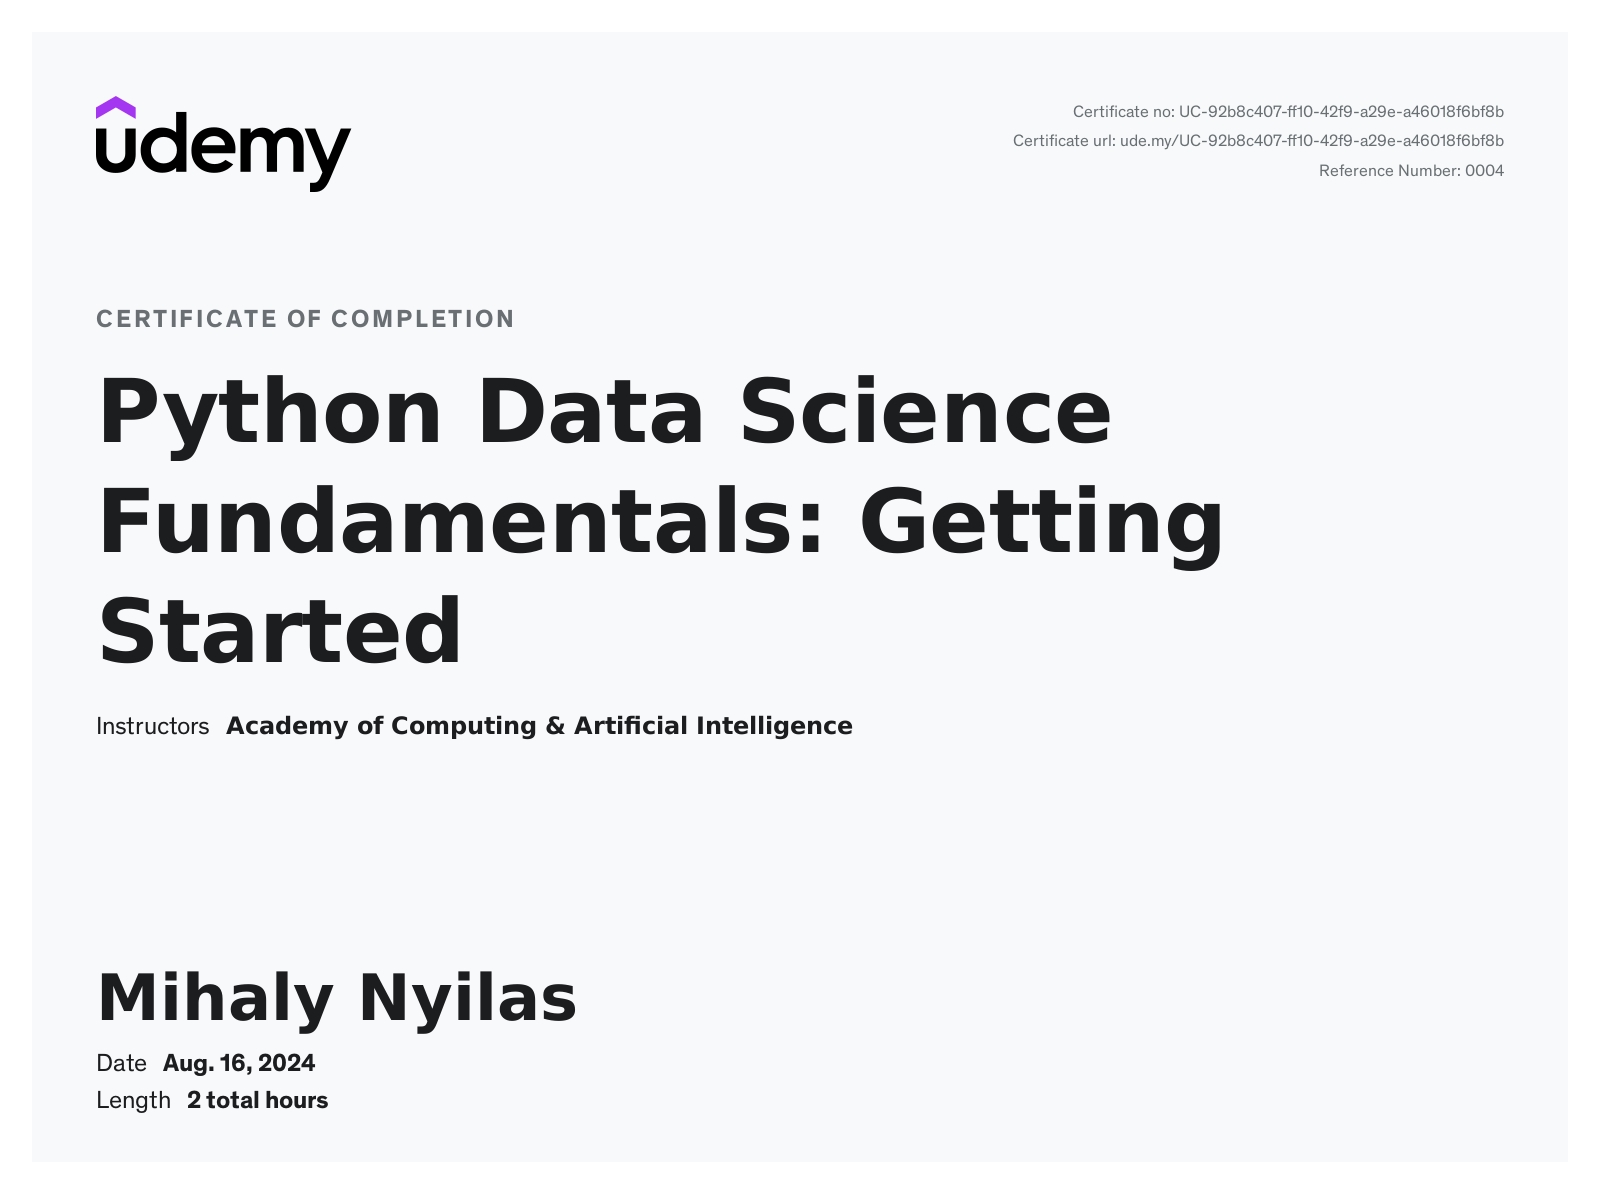 udemy
Certificate no: UC-92b8c407-ff10-42f9-a29e-a46018f6bf8b
Certificate url: ude.my/UC-92b8c407-ff10-42f9-a29e-a46018f6bf8b
Reference Number: 0004
CERTIFICATE OF COMPLETION
Python Data Science
Fundamentals: Getting
Started
Instructors Academy of Computing & Artificial Intelligence
Mihaly Nyilas
Date Aug. 16, 2024
Length 2 total hours